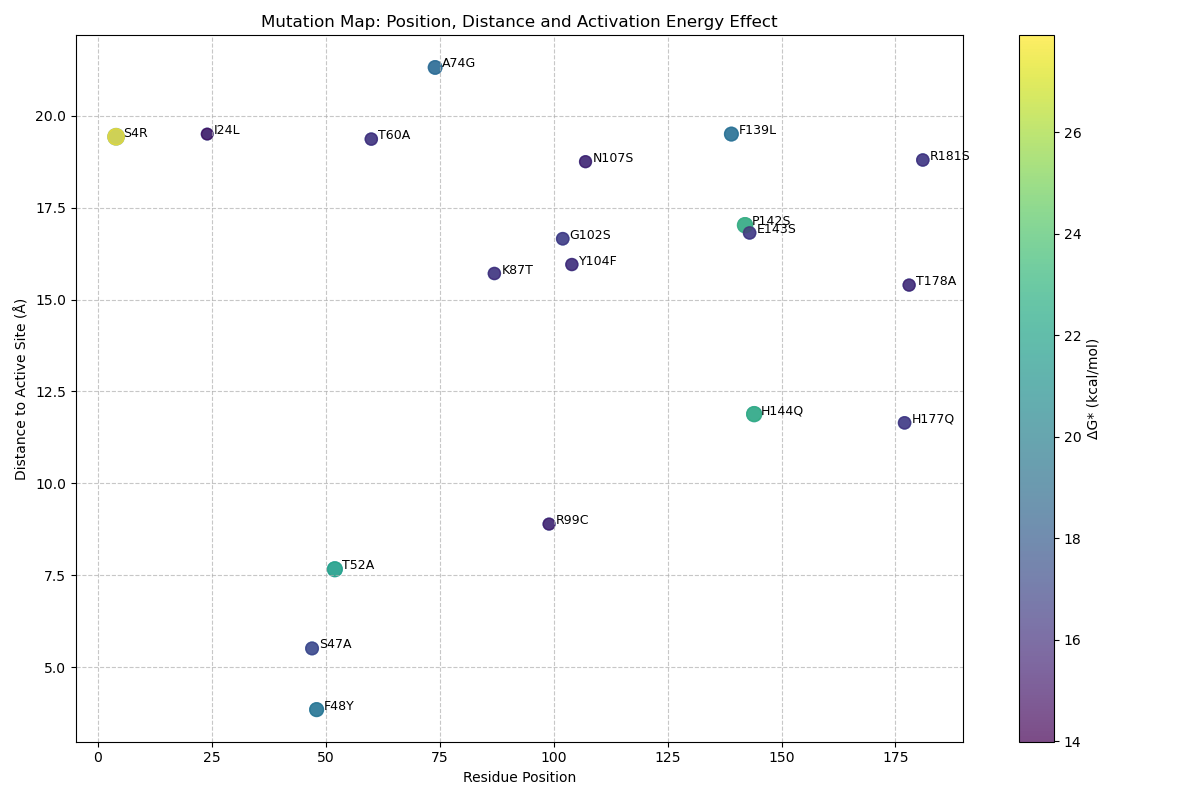 Mutation Map: Position, Distance and Activation Energy Effect
A74G
S4R
I24L
T60A
F139L
N107S
R181S
P142S
E143S
G102S
Y104F
K87T
T178A
H144Q
H177Q
R99C
T52A
S47A
F48Y
20.0
17.5
15.0
12.5
10.0
7.5
5.0
Distance to Active Site (Å)
0 25 50 75 100 125 150 175
Residue Position
26
24
22
20
18
16
14
ΔG* (kcal/mol)